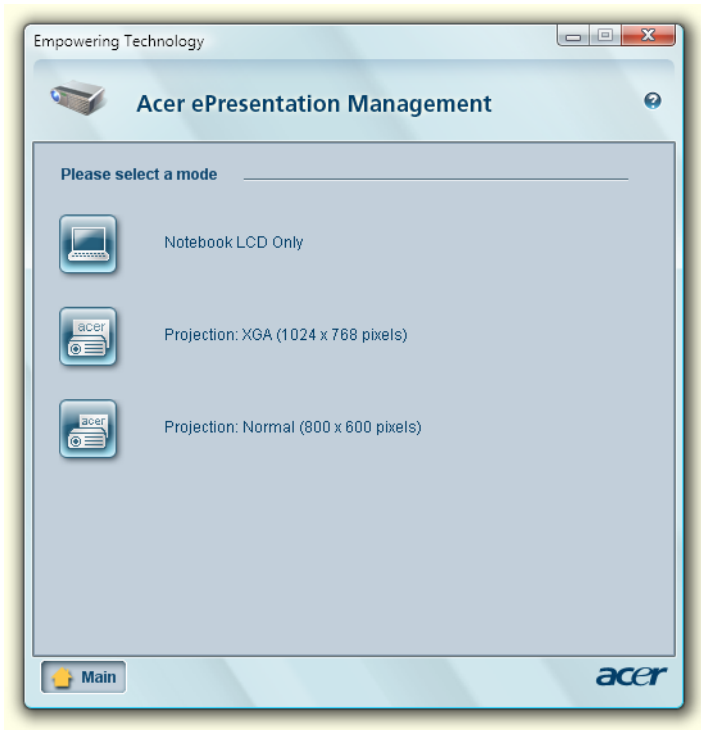 Empowering Technology
Acer ePresentation Management
Please select a mode
Notebook LCD Only
acer
Projection: XGA (1024 x 768 pixels)
acer
Projection: Normal (800 x 600 pixels)
Main
acer